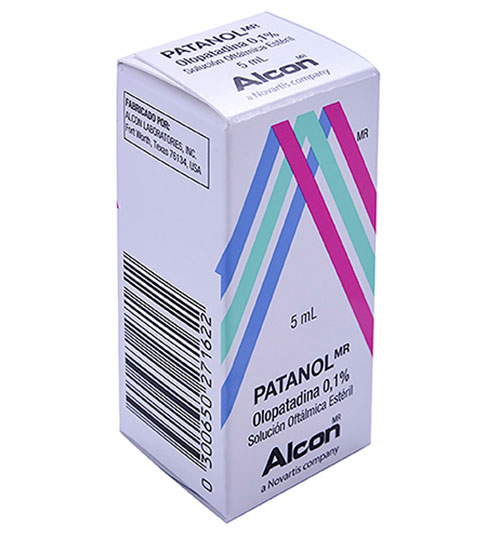 PATANOL MR
Olopatadina 0,1%
Solución Oftálmica Estéril
5 mL
MR
Alcon
a Novartis company
FABRICADO POR:
ALCON LABORATORIES, INC.
Fort Worth, Texas 76134, USA
0 300650 271622
MR
5 mL
PATANOL MR
Olopatadina 0,1%
Solución Oftálmica Estéril
MR
Alcon
a Novartis company